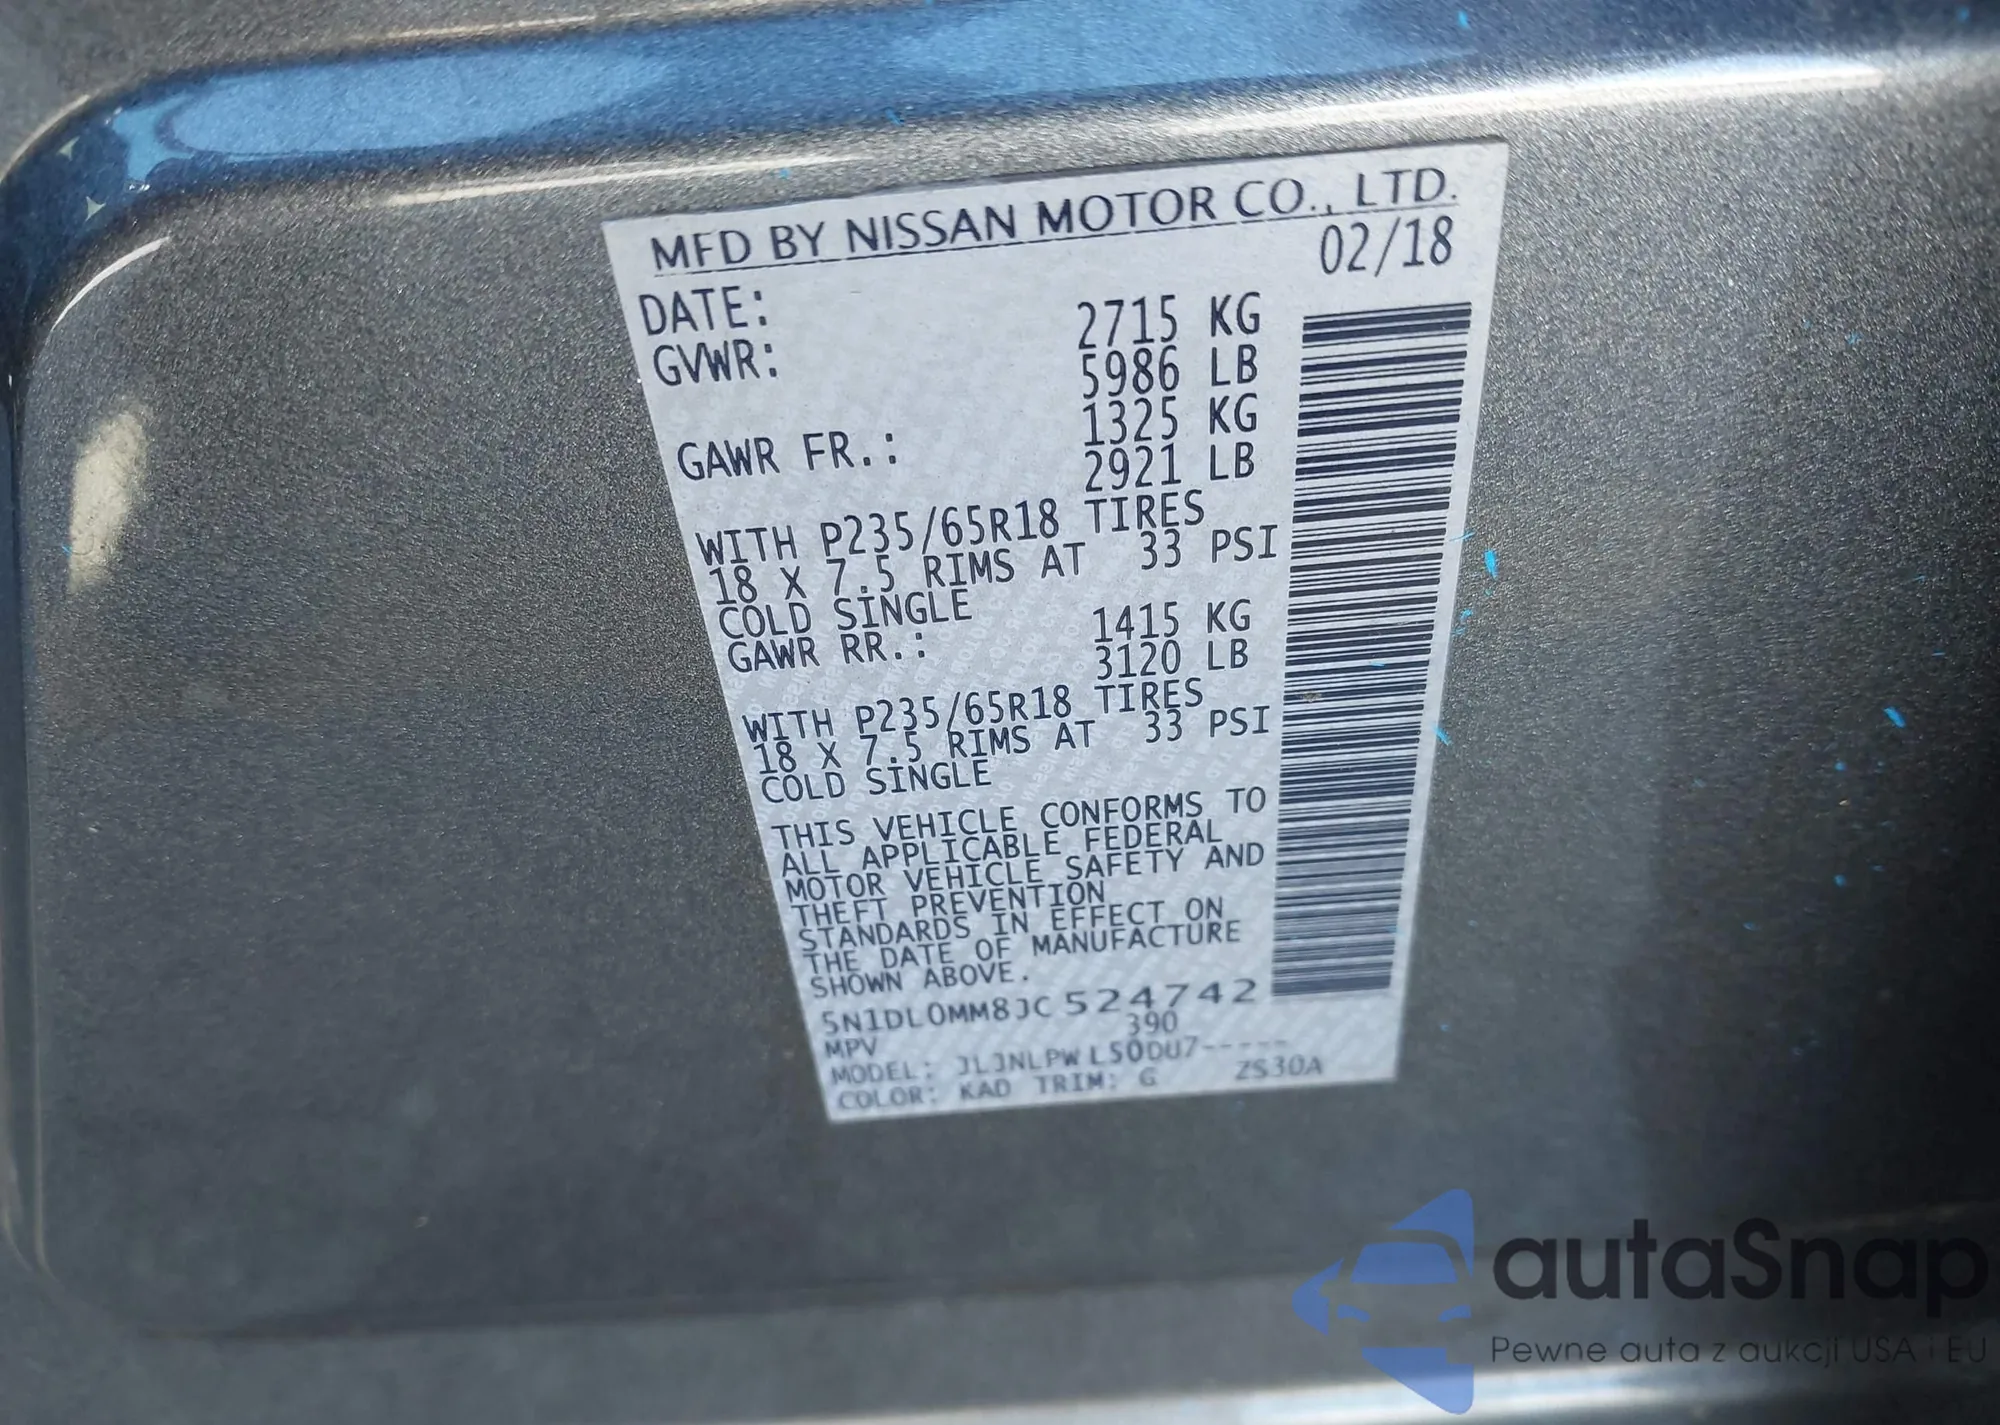 MFD BY NISSAN MOTOR CO., LTD.
DATE: 02/18
GVWR: 2715 KG
5986 LB
GAWR FR.: 1325 KG
2921 LB
WITH P235/65R18 TIRES
18 X 7.5 RIMS AT 33 PSI
COLD SINGLE
GAWR RR.: 1415 KG
3120 LB
WITH P235/65R18 TIRES
18 X 7.5 RIMS AT 33 PSI
COLD SINGLE
THIS VEHICLE CONFORMS TO
ALL APPLICABLE FEDERAL
MOTOR VEHICLE SAFETY AND
THEFT PREVENTION
STANDARDS IN EFFECT ON
THE DATE OF MANUFACTURE
SHOWN ABOVE.
5N1DL0MM8JC524742
MPV 390
MODEL: JLJNLPWL50DU7-----
COLOR: KAD TRIM: G ZS30A
autaSnap
Pewne auta z aukcji USA i EU